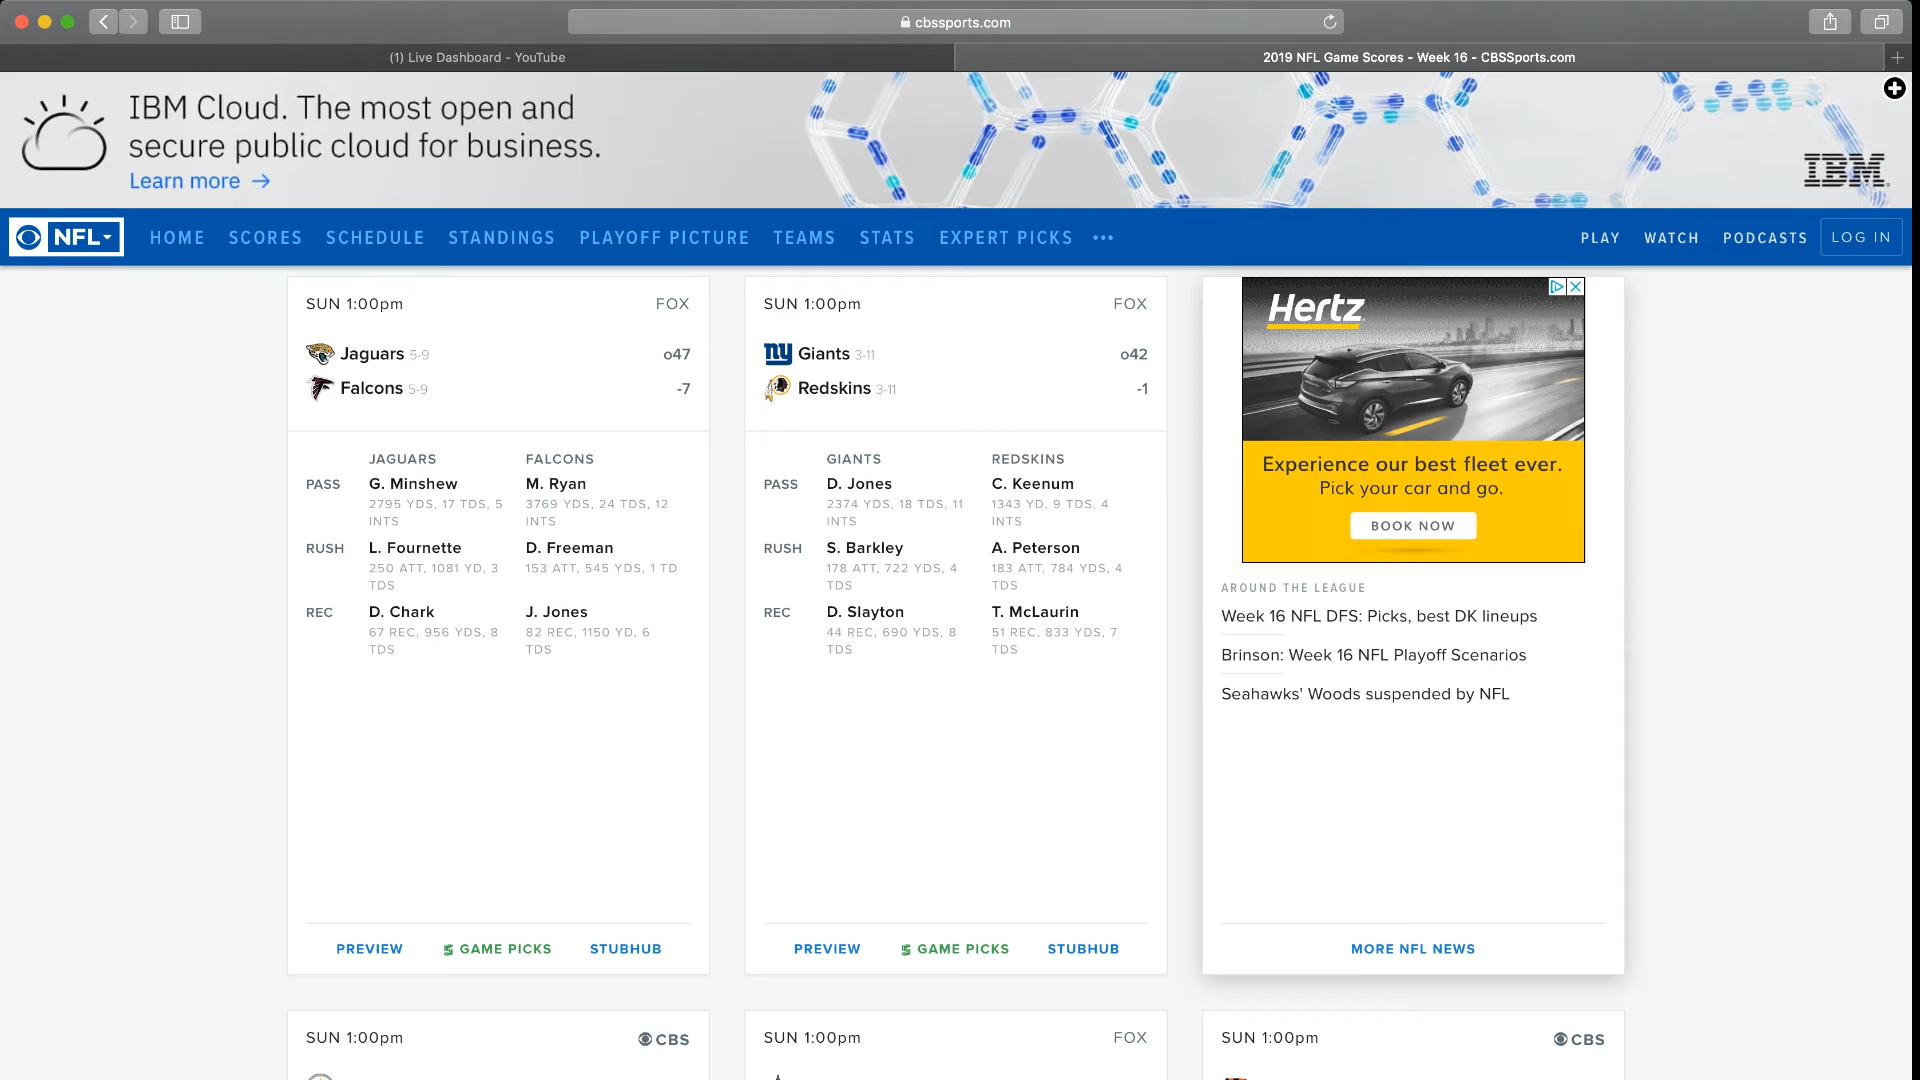 cbssports.com
(1) Live Dashboard - YouTube
2019 NFL Game Scores - Week 16 - CBSSports.com
IBM Cloud. The most open and
secure public cloud for business.
Learn more →
IBM
NFL
HOME SCORES SCHEDULE STANDINGS PLAYOFF PICTURE TEAMS STATS EXPERT PICKS •••
PLAY WATCH PODCASTS LOG IN
SUN 1:00pm FOX
Jaguars 5-9 o47
Falcons 5-9 -7
JAGUARS FALCONS
PASS G. Minshew M. Ryan
2795 YDS, 17 TDS, 5 3769 YDS, 24 TDS, 12
INTS INTS
RUSH L. Fournette D. Freeman
250 ATT, 1081 YD, 3 153 ATT, 545 YDS, 1 TD
TDS
REC D. Chark J. Jones
67 REC, 956 YDS, 8 82 REC, 1150 YD, 6
TDS TDS
PREVIEW GAME PICKS STUBHUB
SUN 1:00pm FOX
ny Giants 3-11 o42
Redskins 3-11 -1
GIANTS REDSKINS
PASS D. Jones C. Keenum
2374 YDS, 18 TDS, 11 1343 YD, 9 TDS, 4
INTS INTS
RUSH S. Barkley A. Peterson
178 ATT, 722 YDS, 4 183 ATT, 784 YDS, 4
TDS TDS
REC D. Slayton T. McLaurin
44 REC, 690 YDS, 8 51 REC, 833 YDS, 7
TDS TDS
PREVIEW GAME PICKS STUBHUB
Hertz
Experience our best fleet ever.
Pick your car and go.
BOOK NOW
AROUND THE LEAGUE
Week 16 NFL DFS: Picks, best DK lineups
Brinson: Week 16 NFL Playoff Scenarios
Seahawks' Woods suspended by NFL
MORE NFL NEWS
SUN 1:00pm CBS
SUN 1:00pm FOX
SUN 1:00pm CBS